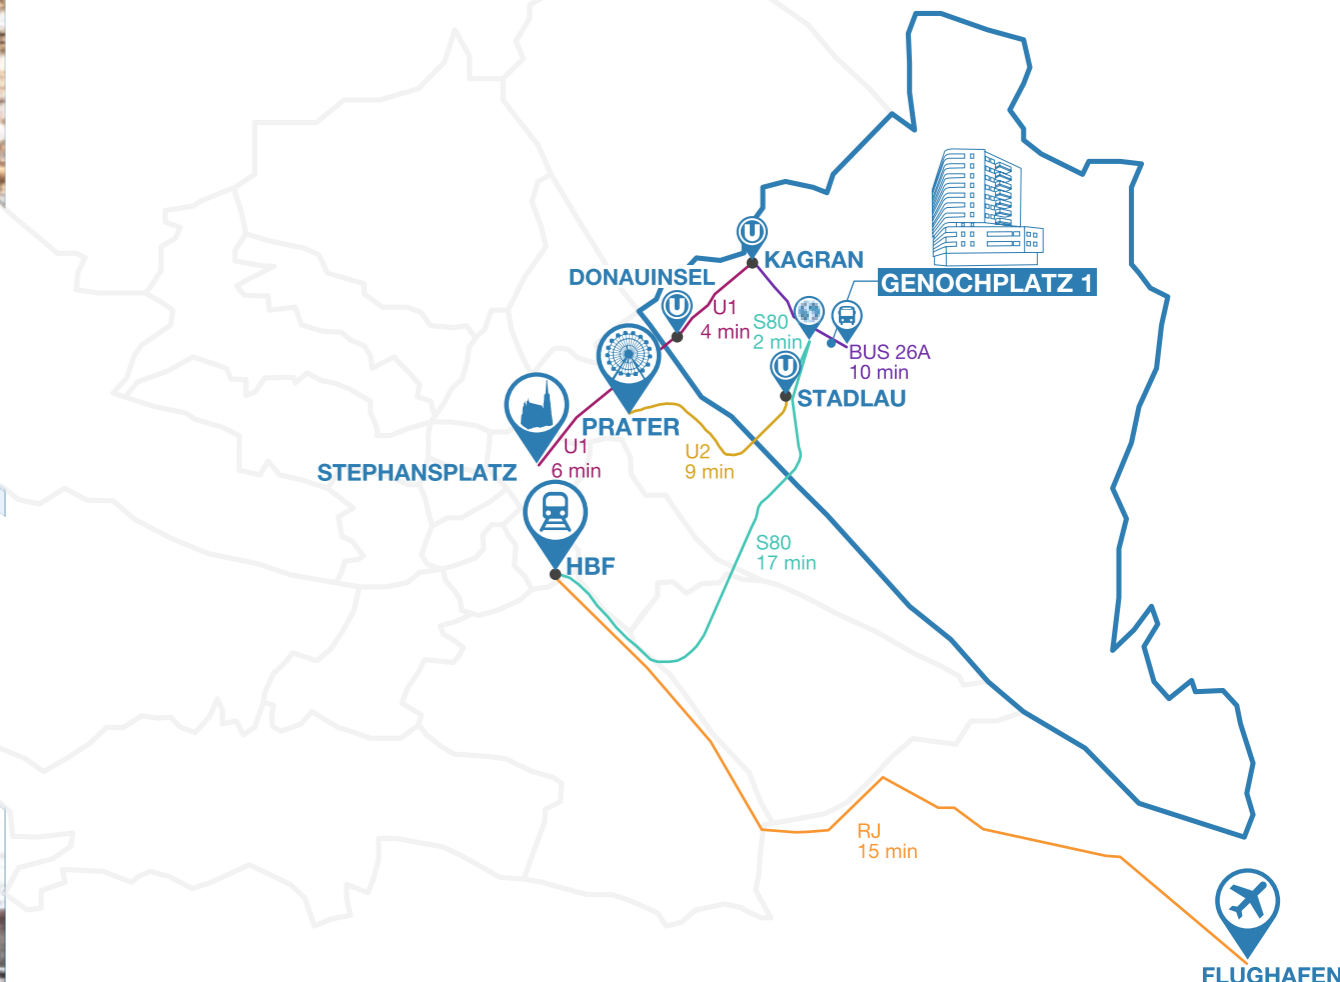 KAGRAN
DONAUINSEL
GENOCHPLATZ 1
U1
4 min
S80
2 min
BUS 26A
10 min
STADLAU
PRATER
U1
6 min
STEPHANSPLATZ
U2
9 min
S80
17 min
HBF
RJ
15 min
FLUGHAFEN
U
U
U